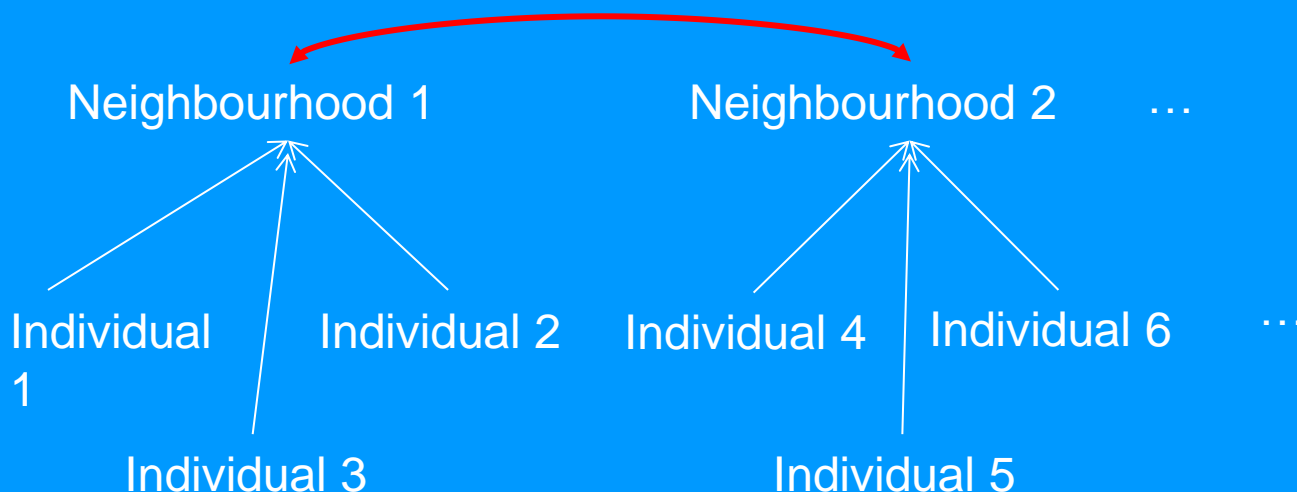 Neighbourhood 1
Neighbourhood 2
…
Individual
1
Individual 2
Individual 4
Individual 6
…
Individual 3
Individual 5